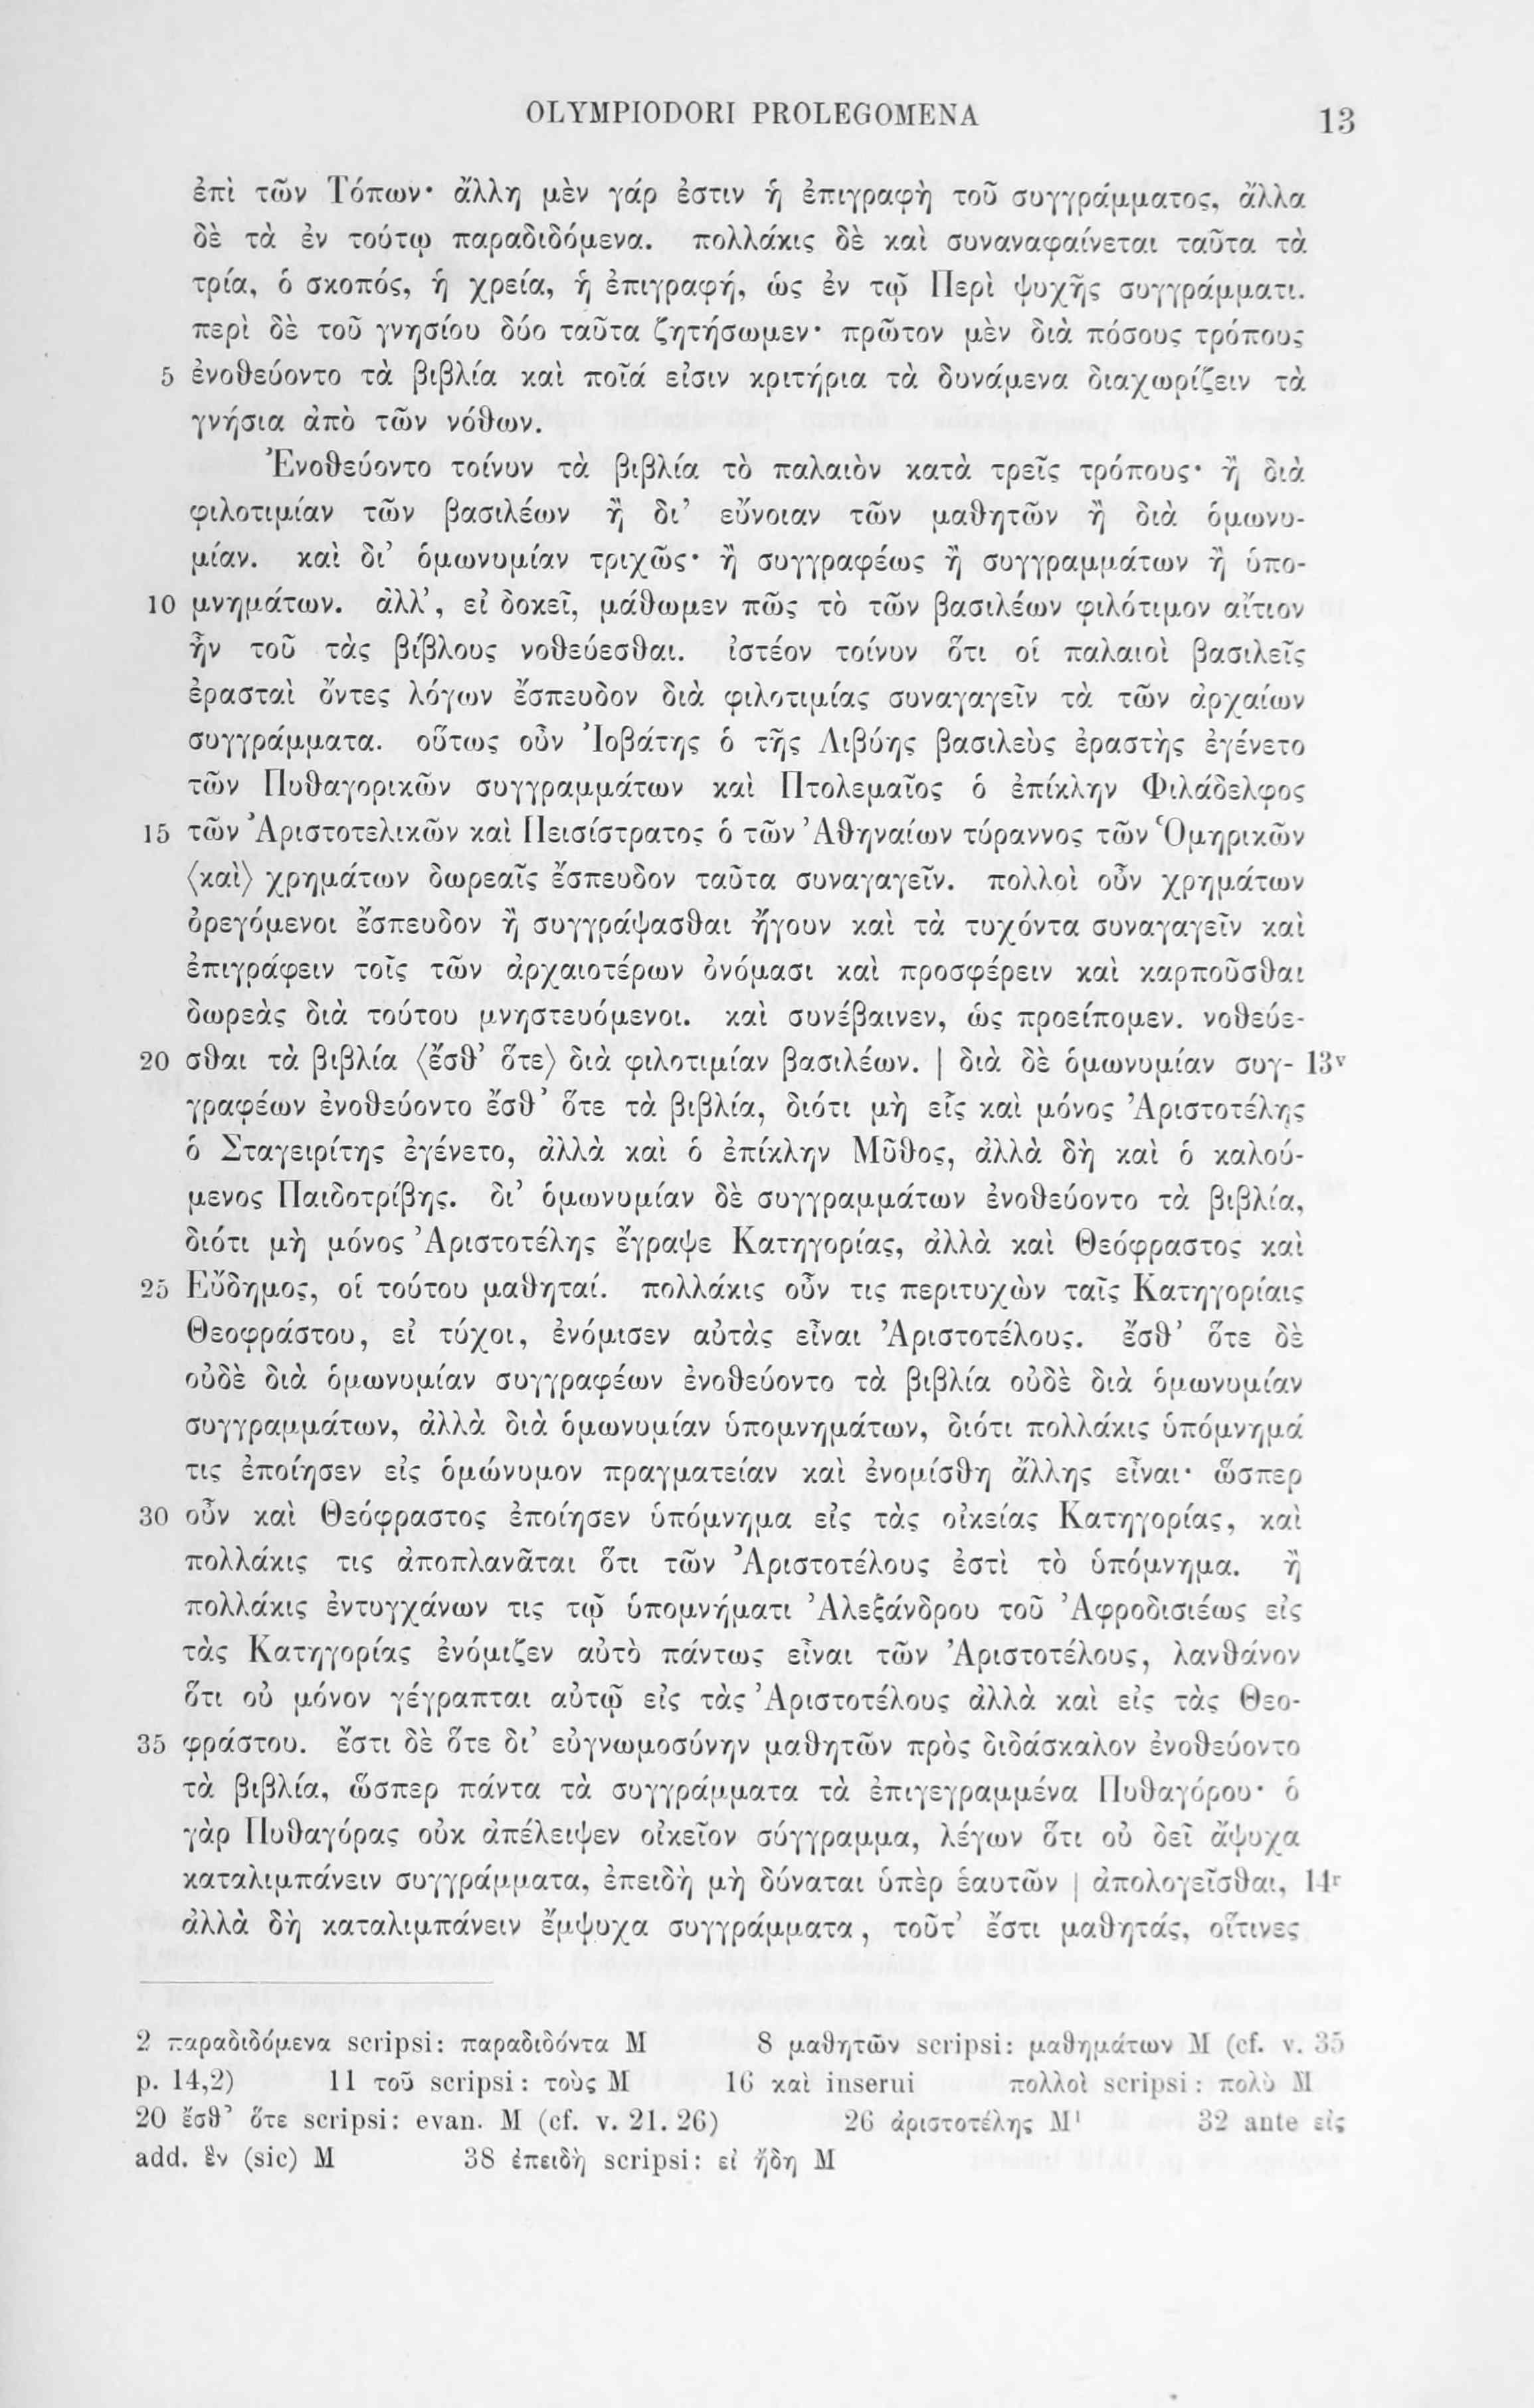 OLYMPIODORI PROLEGOMENA 13
ἐπὶ τῶν Τόπων· ἄλλη μὲν γάρ ἐστιν ἡ ἐπιγραφὴ τοῦ συγγράμματος, ἄλλα
δὲ τὰ ἐν τούτῳ παραδιδόμενα. πολλάκις δὲ καὶ συναναφαίνεται ταῦτα τὰ
τρία, ὁ σκοπός, ἡ χρεία, ἡ ἐπιγραφή, ὡς ἐν τῷ Περὶ ψυχῆς συγγράμματι.
περὶ δὲ τοῦ γνησίου δύο ταῦτα ζητήσωμεν· πρῶτον μὲν διὰ πόσους τρόπους
5 ἐνοθεύοντο τὰ βιβλία καὶ ποῖά εἰσιν κριτήρια τὰ δυνάμενα διαχωρίζειν τὰ
γνήσια ἀπὸ τῶν νόθων.
Ἐνοθεύοντο τοίνυν τὰ βιβλία τὸ παλαιὸν κατὰ τρεῖς τρόπους· ἢ διὰ
φιλοτιμίαν τῶν βασιλέων ἢ δι’ εὔνοιαν τῶν μαθητῶν ἢ διὰ ὁμωνυ-
μίαν. καὶ δι’ ὁμωνυμίαν τριχῶς· ἢ συγγραφέως ἢ συγγραμμάτων ἢ ὑπο-
10 μνημάτων. ἀλλ’, εἰ δοκεῖ, μάθωμεν πῶς τὸ τῶν βασιλέων φιλότιμον αἴτιον
ἦν τοῦ τὰς βίβλους νοθεύεσθαι. ἰστέον τοίνυν ὅτι οἱ παλαιοὶ βασιλεῖς
ἐρασταὶ ὄντες λόγων ἔσπευδον διὰ φιλοτιμίας συναγαγεῖν τὰ τῶν ἀρχαίων
συγγράμματα. οὕτως οὖν Ἰοβάτης ὁ τῆς Λιβύης βασιλεὺς ἐραστὴς ἐγένετο
τῶν Πυθαγορικῶν συγγραμμάτων καὶ Πτολεμαῖος ὁ ἐπίκλην Φιλάδελφος
15 τῶν Ἀριστοτελικῶν καὶ Πεισίστρατος ὁ τῶν Ἀθηναίων τύραννος τῶν Ὁμηρικῶν
⟨καὶ⟩ χρημάτων δωρεαῖς ἔσπευδον ταῦτα συναγαγεῖν. πολλοὶ οὖν χρημάτων
ὀρεγόμενοι ἔσπευδον ἢ συγγράψασθαι ἤγουν καὶ τὰ τυχόντα συναγαγεῖν καὶ
ἐπιγράφειν τοῖς τῶν ἀρχαιοτέρων ὀνόμασι καὶ προσφέρειν καὶ καρποῦσθαι
δωρεὰς διὰ τούτου μνηστευόμενοι. καὶ συνέβαινεν, ὡς προείπομεν. νοθεύε-
20 σθαι τὰ βιβλία ⟨ἔσθ’ ὅτε⟩ διὰ φιλοτιμίαν βασιλέων. | διὰ δὲ ὁμωνυμίαν συγ- 13v
γραφέων ἐνοθεύοντο ἔσθ’ ὅτε τὰ βιβλία, διότι μὴ εἷς καὶ μόνος Ἀριστοτέλης
ὁ Σταγειρίτης ἐγένετο, ἀλλὰ καὶ ὁ ἐπίκλην Μῦθος, ἀλλὰ δὴ καὶ ὁ καλού-
μενος Παιδοτρίβης. δι’ ὁμωνυμίαν δὲ συγγραμμάτων ἐνοθεύοντο τὰ βιβλία,
διότι μὴ μόνος Ἀριστοτέλης ἔγραψε Κατηγορίας, ἀλλὰ καὶ Θεόφραστος καὶ
25 Εὔδημος, οἱ τούτου μαθηταί. πολλάκις οὖν τις περιτυχὼν ταῖς Κατηγορίαις
Θεοφράστου, εἰ τύχοι, ἐνόμισεν αὐτὰς εἶναι Ἀριστοτέλους. ἔσθ’ ὅτε δὲ
οὐδὲ διὰ ὁμωνυμίαν συγγραφέων ἐνοθεύοντο τὰ βιβλία οὐδὲ διὰ ὁμωνυμίαν
συγγραμμάτων, ἀλλὰ διὰ ὁμωνυμίαν ὑπομνημάτων, διότι πολλάκις ὑπόμνημά
τις ἐποίησεν εἰς ὁμώνυμον πραγματείαν καὶ ἐνομίσθη ἄλλης εἶναι· ὥσπερ
30 οὖν καὶ Θεόφραστος ἐποίησεν ὑπόμνημα εἰς τὰς οἰκείας Κατηγορίας, καὶ
πολλάκις τις ἀποπλανᾶται ὅτι τῶν Ἀριστοτέλους ἐστὶ τὸ ὑπόμνημα. ἢ
πολλάκις ἐντυγχάνων τις τῷ ὑπομνήματι Ἀλεξάνδρου τοῦ Ἀφροδισιέως εἰς
τὰς Κατηγορίας ἐνόμιζεν αὐτὸ πάντως εἶναι τῶν Ἀριστοτέλους, λανθάνον
ὅτι οὐ μόνον γέγραπται αὐτῷ εἰς τὰς Ἀριστοτέλους ἀλλὰ καὶ εἰς τὰς Θεο-
35 φράστου. ἔστι δὲ ὅτε δι’ εὐγνωμοσύνην μαθητῶν πρὸς διδάσκαλον ἐνοθεύοντο
τὰ βιβλία, ὥσπερ πάντα τὰ συγγράμματα τὰ ἐπιγεγραμμένα Πυθαγόρου· ὁ
γὰρ Πυθαγόρας οὐκ ἀπέλειψεν οἰκεῖον σύγγραμμα, λέγων ὅτι οὐ δεῖ ἄψυχα
καταλιμπάνειν συγγράμματα, ἐπειδὴ μὴ δύναται ὑπὲρ ἑαυτῶν | ἀπολογεῖσθαι, 14r
ἀλλὰ δὴ καταλιμπάνειν ἔμψυχα συγγράμματα, τοῦτ’ ἔστι μαθητάς, οἵτινες
2 παραδιδόμενα scripsi: παραδιδόντα M 8 μαθητῶν scripsi: μαθημάτων M (cf. v. 35
p. 14,2) 11 τοῦ scripsi: τοὺς M 16 καὶ inserui πολλοὶ scripsi: πολὺ M
20 ἔσθ’ ὅτε scripsi: evan. M (cf. v. 21. 26) 26 ἀριστοτέλης M¹ 32 ante εἰς
add. ἓν (sic) M 38 ἐπειδὴ scripsi: εἰ ἤδη M